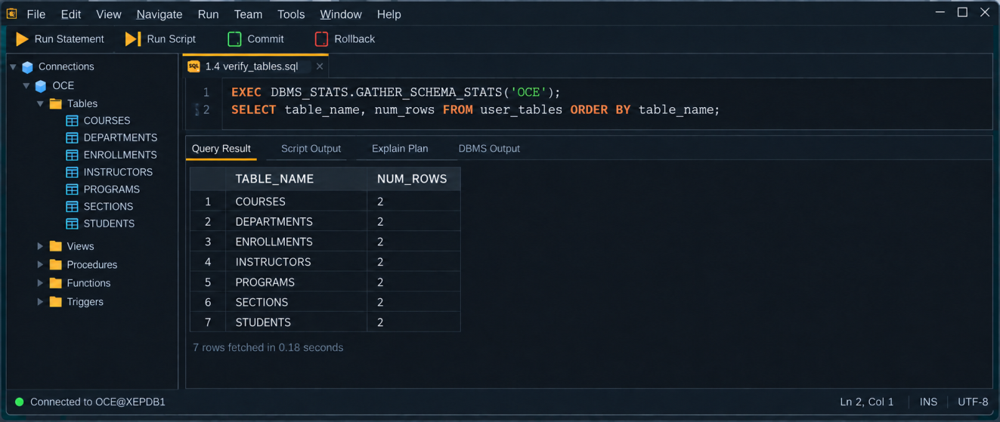 File Edit View Navigate Run Team Tools Window Help
Run Statement Run Script Commit Rollback
Connections
OCE
Tables
COURSES
DEPARTMENTS
ENROLLMENTS
INSTRUCTORS
PROGRAMS
SECTIONS
STUDENTS
Views
Procedures
Functions
Triggers
SQL 1.4 verify_tables.sql
1 EXEC DBMS_STATS.GATHER_SCHEMA_STATS('OCE');
2 SELECT table_name, num_rows FROM user_tables ORDER BY table_name;
Query Result Script Output Explain Plan DBMS Output
TABLE_NAME NUM_ROWS
1 COURSES 2
2 DEPARTMENTS 2
3 ENROLLMENTS 2
4 INSTRUCTORS 2
5 PROGRAMS 2
6 SECTIONS 2
7 STUDENTS 2
7 rows fetched in 0.18 seconds
Connected to OCE@XEPDB1 Ln 2, Col 1 INS UTF-8